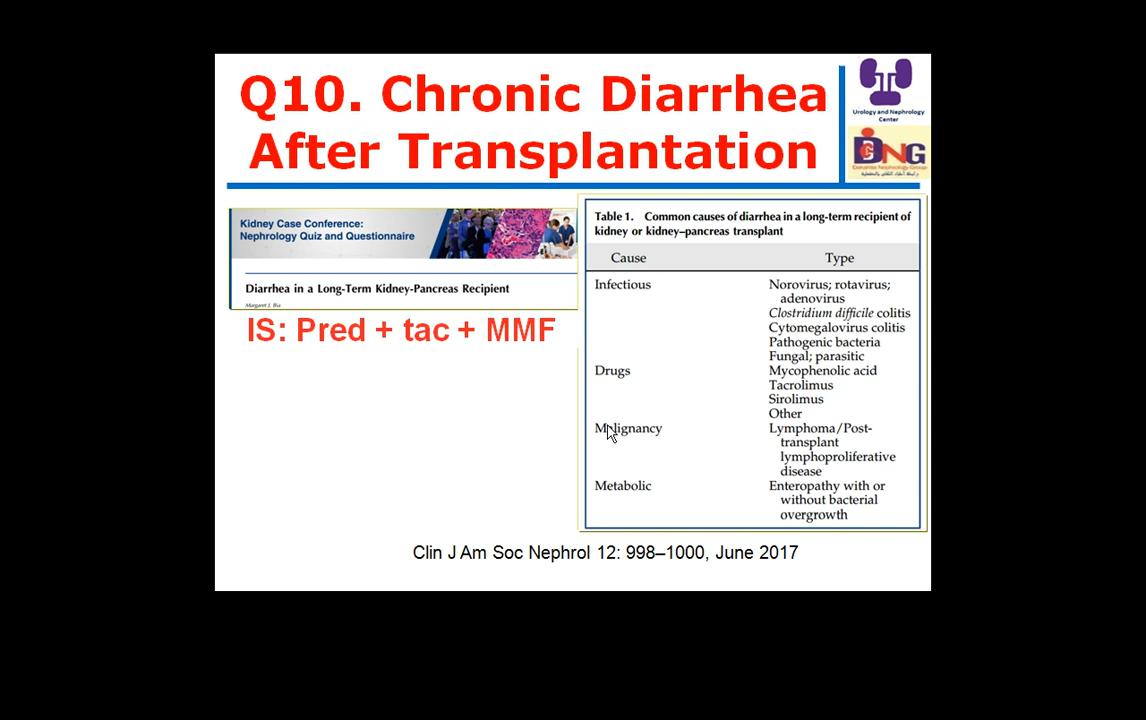 Q10. Chronic Diarrhea
After Transplantation
Urology and Nephrology
Center
Kidney Case Conference:
Nephrology Quiz and Questionnaire
Diarrhea in a Long-Term Kidney-Pancreas Recipient
Margaret J. Bia
IS: Pred + tac + MMF
Table 1. Common causes of diarrhea in a long-term recipient of
kidney or kidney–pancreas transplant
Cause Type
Infectious Norovirus; rotavirus;
adenovirus
Clostridium difficile colitis
Cytomegalovirus colitis
Pathogenic bacteria
Fungal; parasitic
Drugs Mycophenolic acid
Tacrolimus
Sirolimus
Other
Malignancy Lymphoma/Post-
transplant
lymphoproliferative
disease
Metabolic Enteropathy with or
without bacterial
overgrowth
Clin J Am Soc Nephrol 12: 998–1000, June 2017